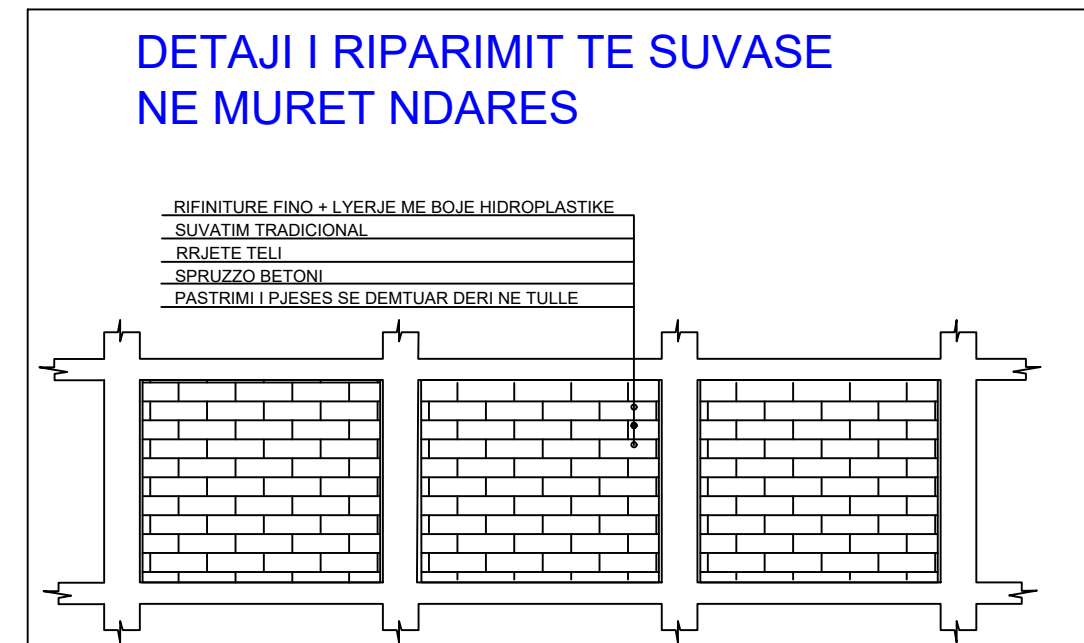 DETAJI I RIPARIMIT TE SUVASE
NE MURET NDARES
RIFINITURE FINO + LYERJE ME BOJE HIDROPLASTIKE
SUVATIM TRADICIONAL
RRJETE TELI
SPRUZZO BETONI
PASTRIMI I PJESES SE DEMTUAR DERI NE TULLE